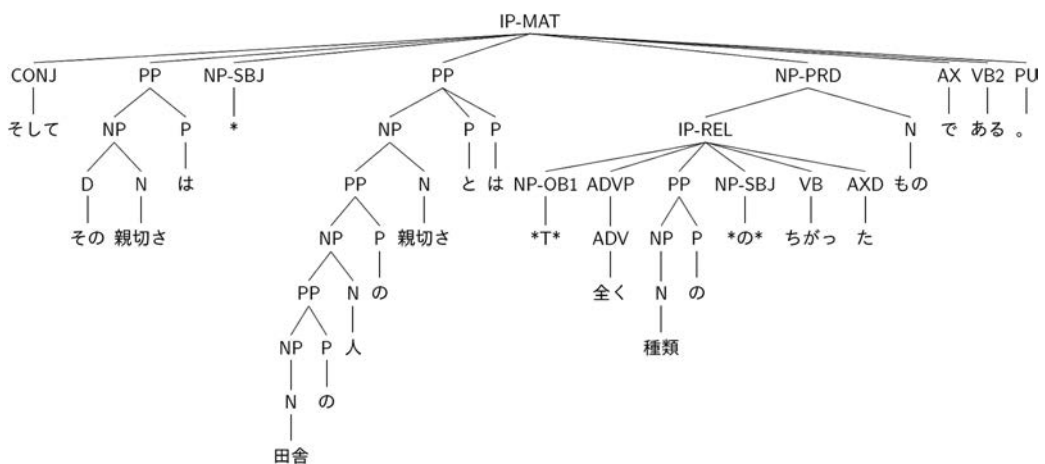 IP-MAT
CONJ PP NP-SBJ PP NP-PRD AX VB2 PU
そして NP P * NP P P IP-REL N で ある 。
D N は PP N と は NP-OB1 ADVP PP NP-SBJ VB AXD もの
その 親切さ NP P 親切さ *T* ADV NP P *の* ちがっ た
PP N の 全く N の
NP P 人 種類
N の
田舎